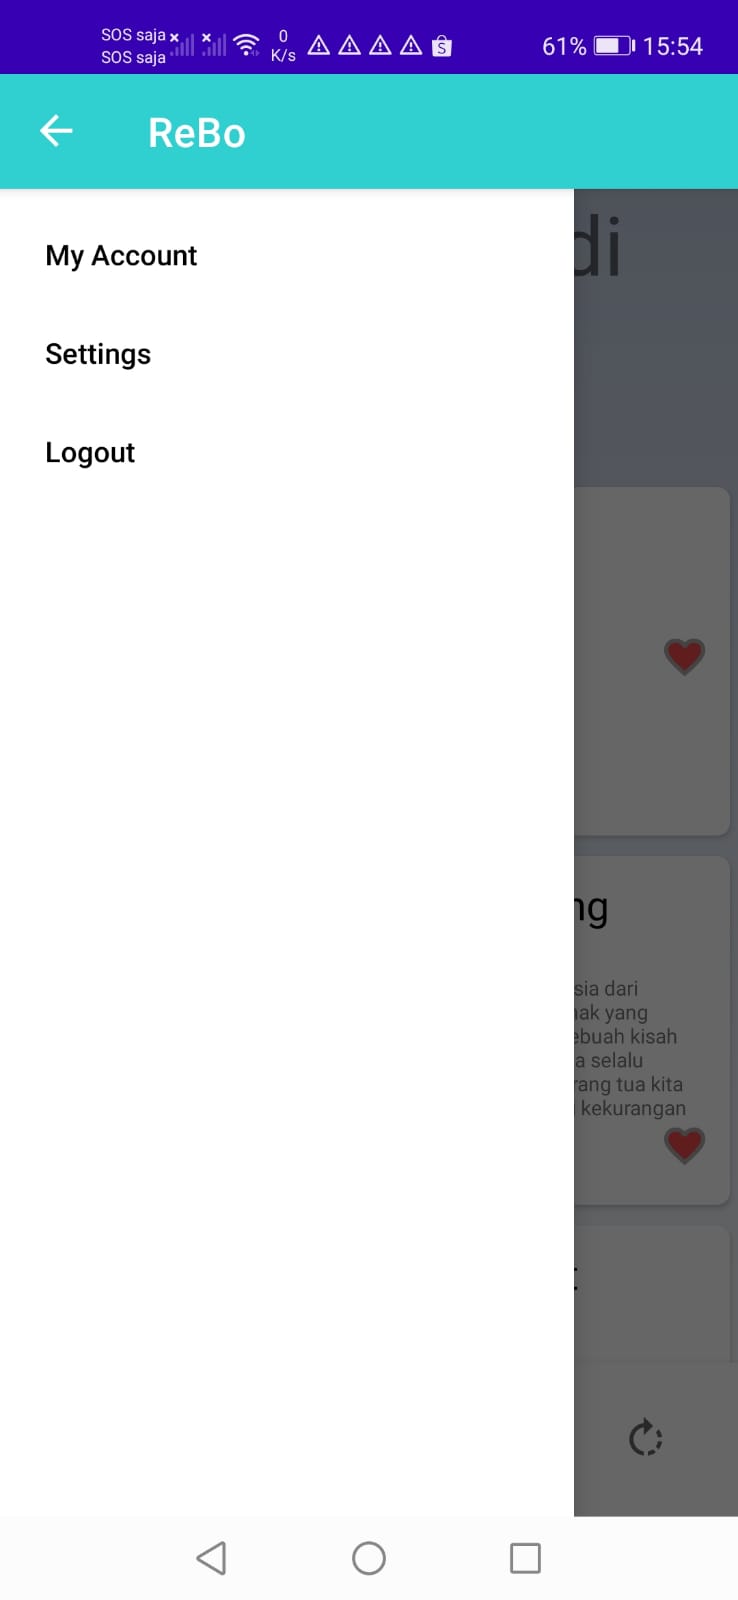 SOS saja
SOS saja
0
K/s
61%
15:54
ReBo
My Account
Settings
Logout
di
ng
sia dari
ak yang
ebuah kisah
a selalu
rang tua kita
kekurangan